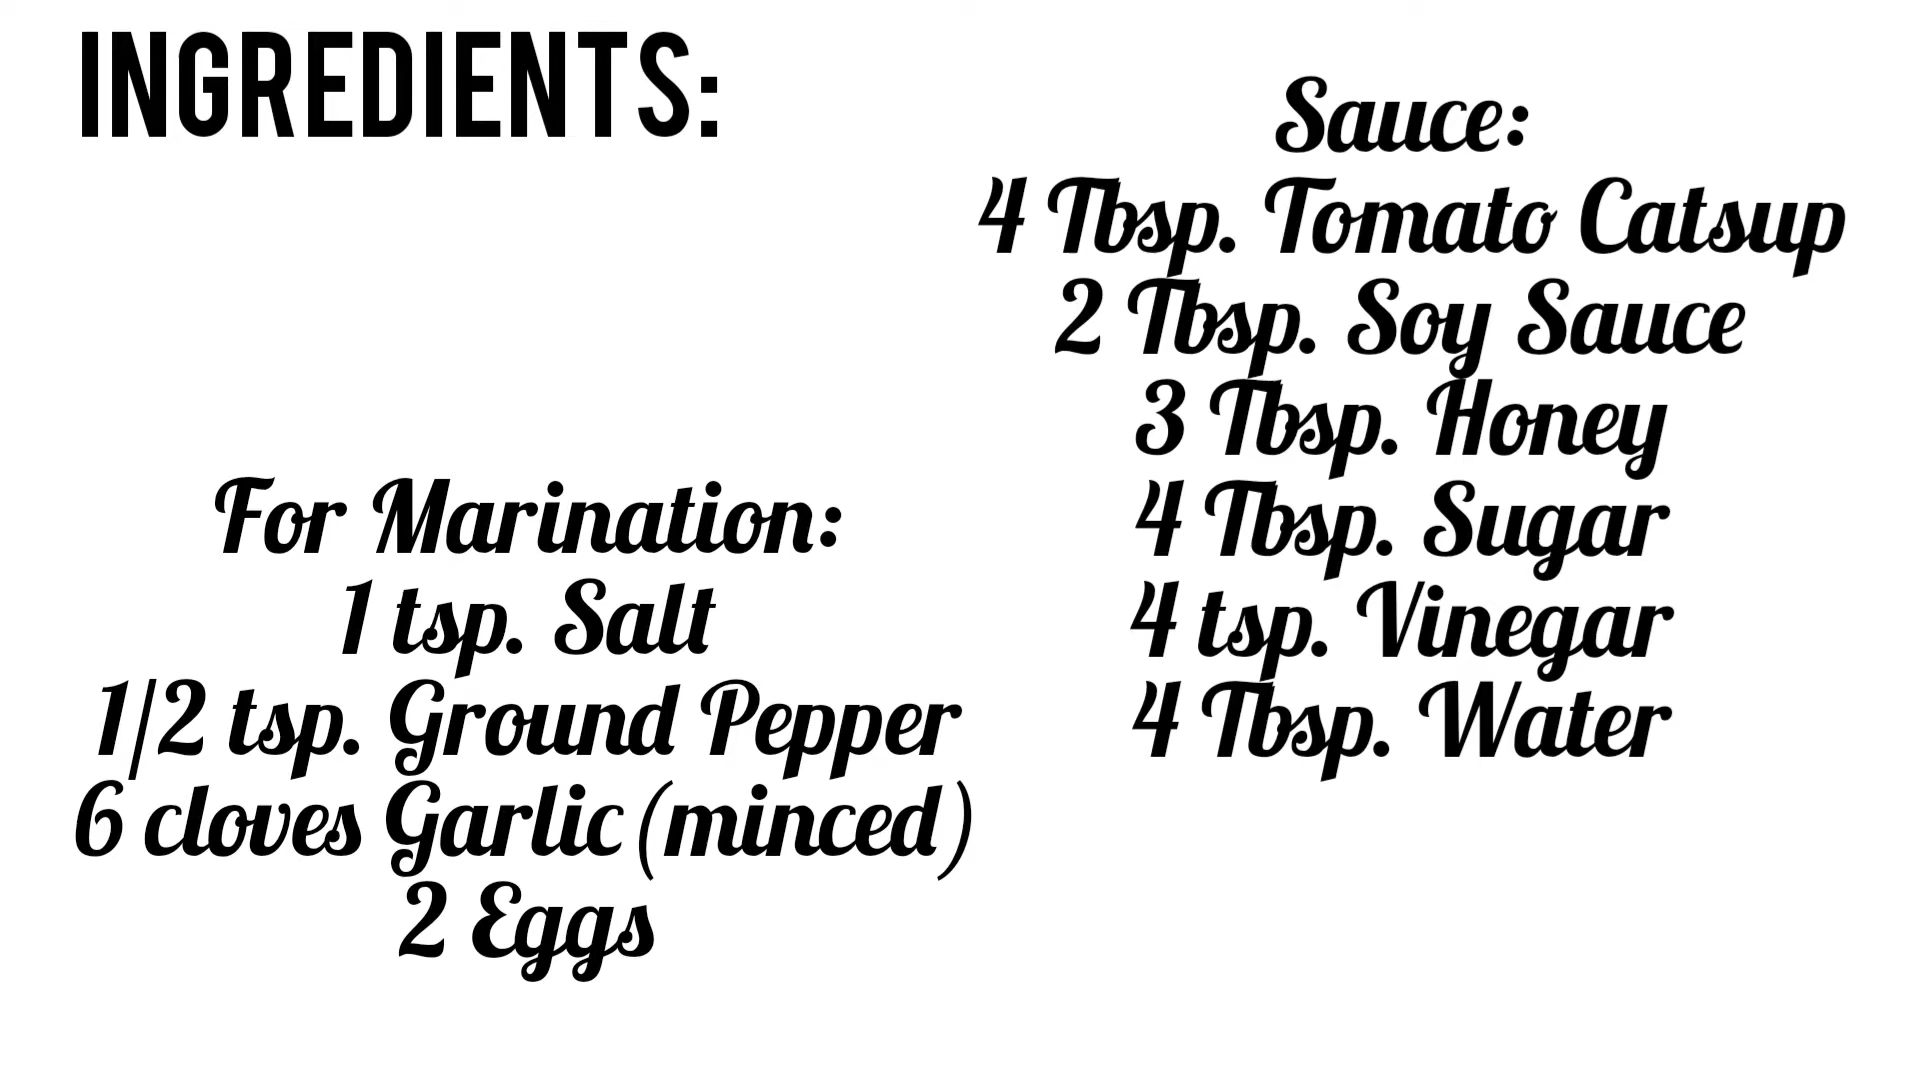 INGREDIENTS:
For Marination:
1 tsp. Salt
1/2 tsp. Ground Pepper
6 cloves Garlic (minced)
2 Eggs
Sauce:
4 Tbsp. Tomato Catsup
2 Tbsp. Soy Sauce
3 Tbsp. Honey
4 Tbsp. Sugar
4 tsp. Vinegar
4 Tbsp. Water